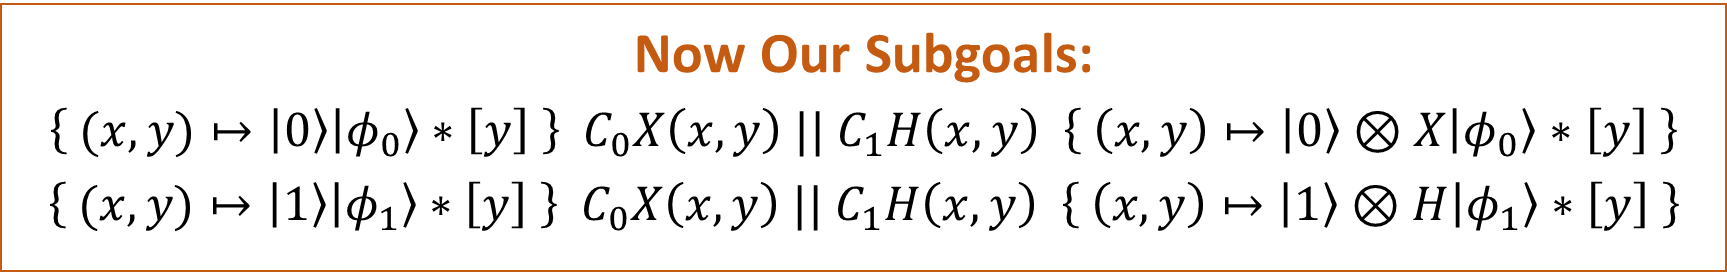 Now Our Subgoals:
{ (x, y) ↦ |0⟩|ϕ₀⟩ ∗ [y] } C₀X(x, y) || C₁H(x, y) { (x, y) ↦ |0⟩ ⊗ X|ϕ₀⟩ ∗ [y] }
{ (x, y) ↦ |1⟩|ϕ₁⟩ ∗ [y] } C₀X(x, y) || C₁H(x, y) { (x, y) ↦ |1⟩ ⊗ H|ϕ₁⟩ ∗ [y] }